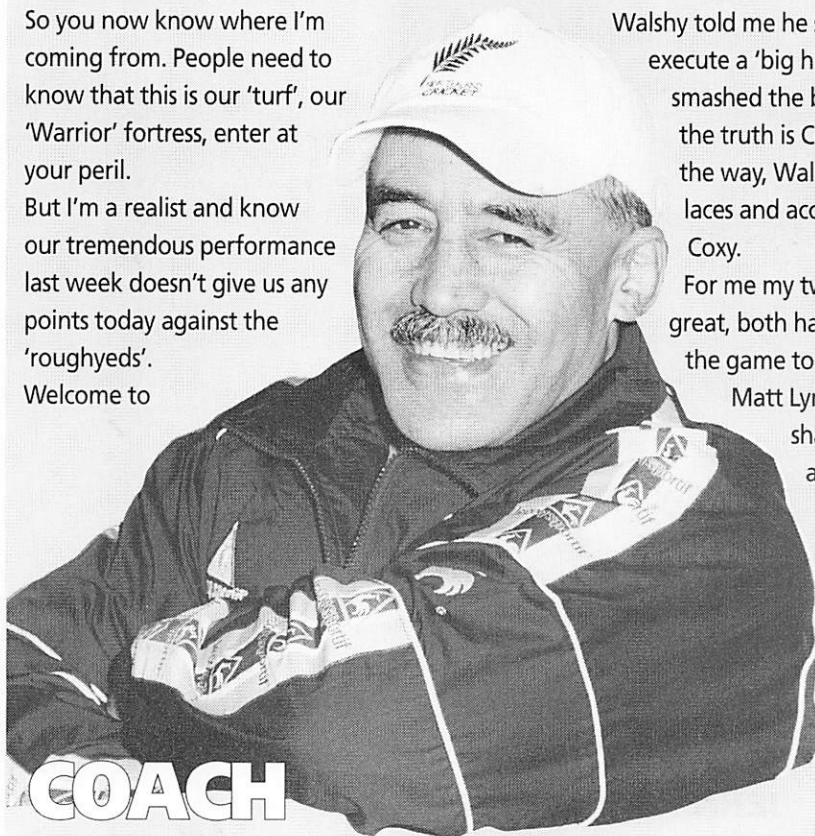 So you now know where I'm
coming from. People need to
know that this is our 'turf', our
'Warrior' fortress, enter at
your peril.
But I'm a realist and know
our tremendous performance
last week doesn't give us any
points today against the
'roughyeds'.
Welcome to
Walshy told me he
execute a 'big h
smashed the b
the truth is C
the way, Wal
laces and acc
Coxy.
For me my tw
great, both ha
the game to
Matt Lyn
sha
a
CRICKET
COACH